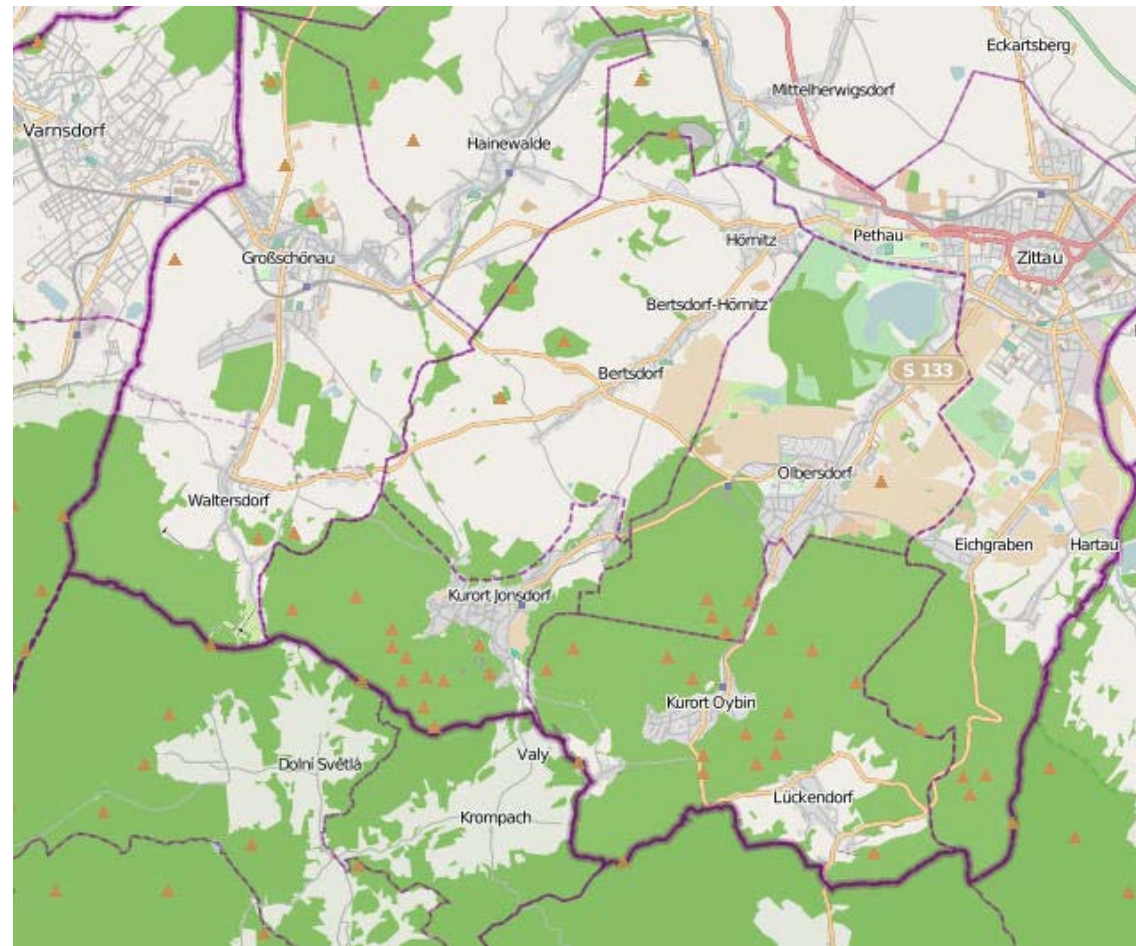 Eckartsberg
Mittelherwigsdorf
Varnsdorf
Hainewalde
Pethau
Hörnitz
Großschönau
Zittau
Bertsdorf-Hörnitz
S 133
Bertsdorf
Olbersdorf
Waltersdorf
Eichgraben
Hartau
Kurort Jonsdorf
Kurort Oybin
Valy
Dolní Světlá
Lückendorf
Krompach